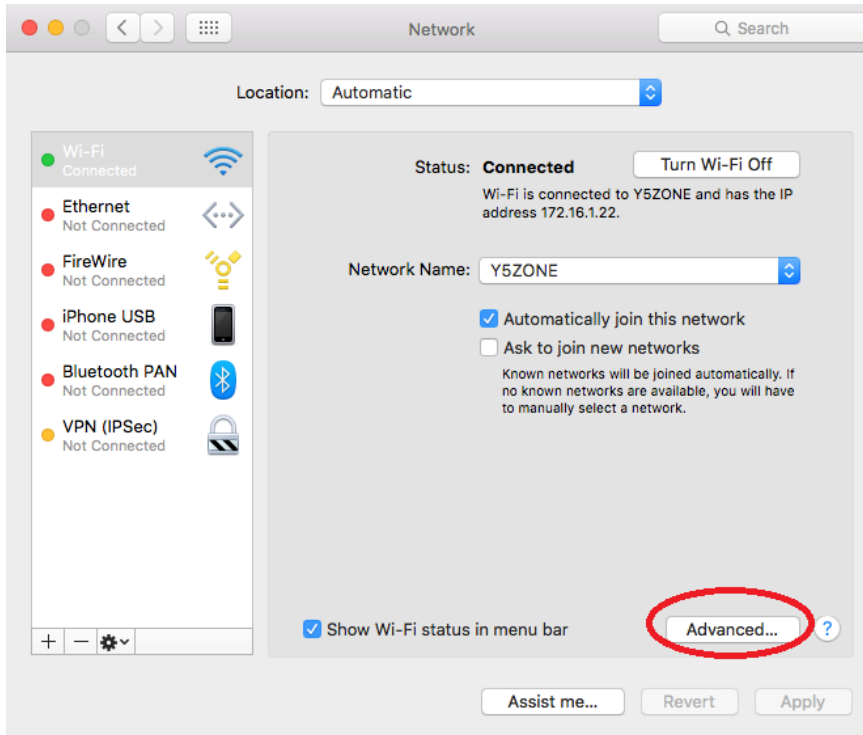 Network
Search
Location: Automatic
Wi-Fi
Connected
Ethernet
Not Connected
FireWire
Not Connected
iPhone USB
Not Connected
Bluetooth PAN
Not Connected
VPN (IPSec)
Not Connected
Status: Connected
Turn Wi-Fi Off
Wi-Fi is connected to Y5ZONE and has the IP
address 172.16.1.22.
Network Name: Y5ZONE
Automatically join this network
Ask to join new networks
Known networks will be joined automatically. If
no known networks are available, you will have
to manually select a network.
Show Wi-Fi status in menu bar
Advanced...
?
Assist me...
Revert
Apply